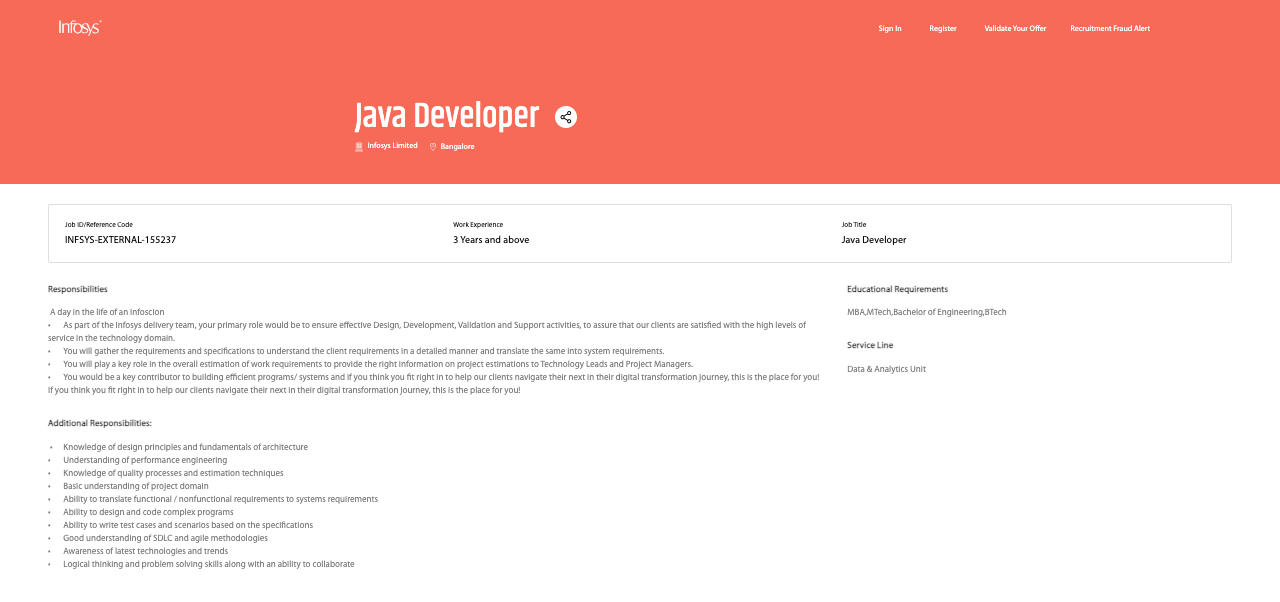 Infosys
Sign In Register Validate Your Offer Recruitment Fraud Alert
Java Developer
Infosys Limited Bangalore
Job ID/Reference Code Work Experience Job Title
INFSYS-EXTERNAL-155237 3 Years and above Java Developer
Responsibilities
A day in the life of an Infoscion
• As part of the Infosys delivery team, your primary role would be to ensure effective Design, Development, Validation and Support activities, to assure that our clients are satisfied with the high levels of
service in the technology domain.
• You will gather the requirements and specifications to understand the client requirements in a detailed manner and translate the same into system requirements.
• You will play a key role in the overall estimation of work requirements to provide the right information on project estimations to Technology Leads and Project Managers.
• You would be a key contributor to building efficient programs/ systems and if you think you fit right in to help our clients navigate their next in their digital transformation journey, this is the place for you!
If you think you fit right in to help our clients navigate their next in their digital transformation journey, this is the place for you!
Additional Responsibilities:
• Knowledge of design principles and fundamentals of architecture
• Understanding of performance engineering
• Knowledge of quality processes and estimation techniques
• Basic understanding of project domain
• Ability to translate functional / nonfunctional requirements to systems requirements
• Ability to design and code complex programs
• Ability to write test cases and scenarios based on the specifications
• Good understanding of SDLC and agile methodologies
• Awareness of latest technologies and trends
• Logical thinking and problem solving skills along with an ability to collaborate
Educational Requirements
MBA,MTech,Bachelor of Engineering,BTech
Service Line
Data & Analytics Unit